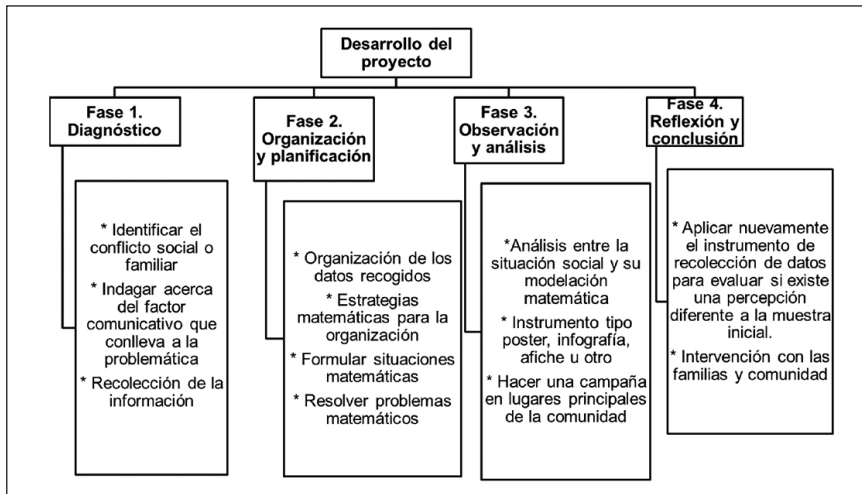 Desarrollo del
proyecto
Fase 1.
Diagnóstico
* Identificar el
conflicto social o
familiar
* Indagar acerca del
factor
comunicativo que
conlleva a la
problemática
* Recolección de la
información
Fase 2.
Organización
y planificación
* Organización de los
datos recogidos
* Estrategias
matemáticas para la
organización
* Formular situaciones
matemáticas
* Resolver problemas
matemáticos
Fase 3.
Observación
y análisis
*Análisis entre la
situación social y su
modelación
matemática
* Instrumento tipo
poster, infografía,
afiche u otro
* Hacer una campaña
en lugares principales
de la comunidad
Fase 4.
Reflexión y
conclusión
* Aplicar nuevamente
el instrumento de
recolección de datos
para evaluar si existe
una percepción
diferente a la muestra
inicial.
* Intervención con las
familias y comunidad